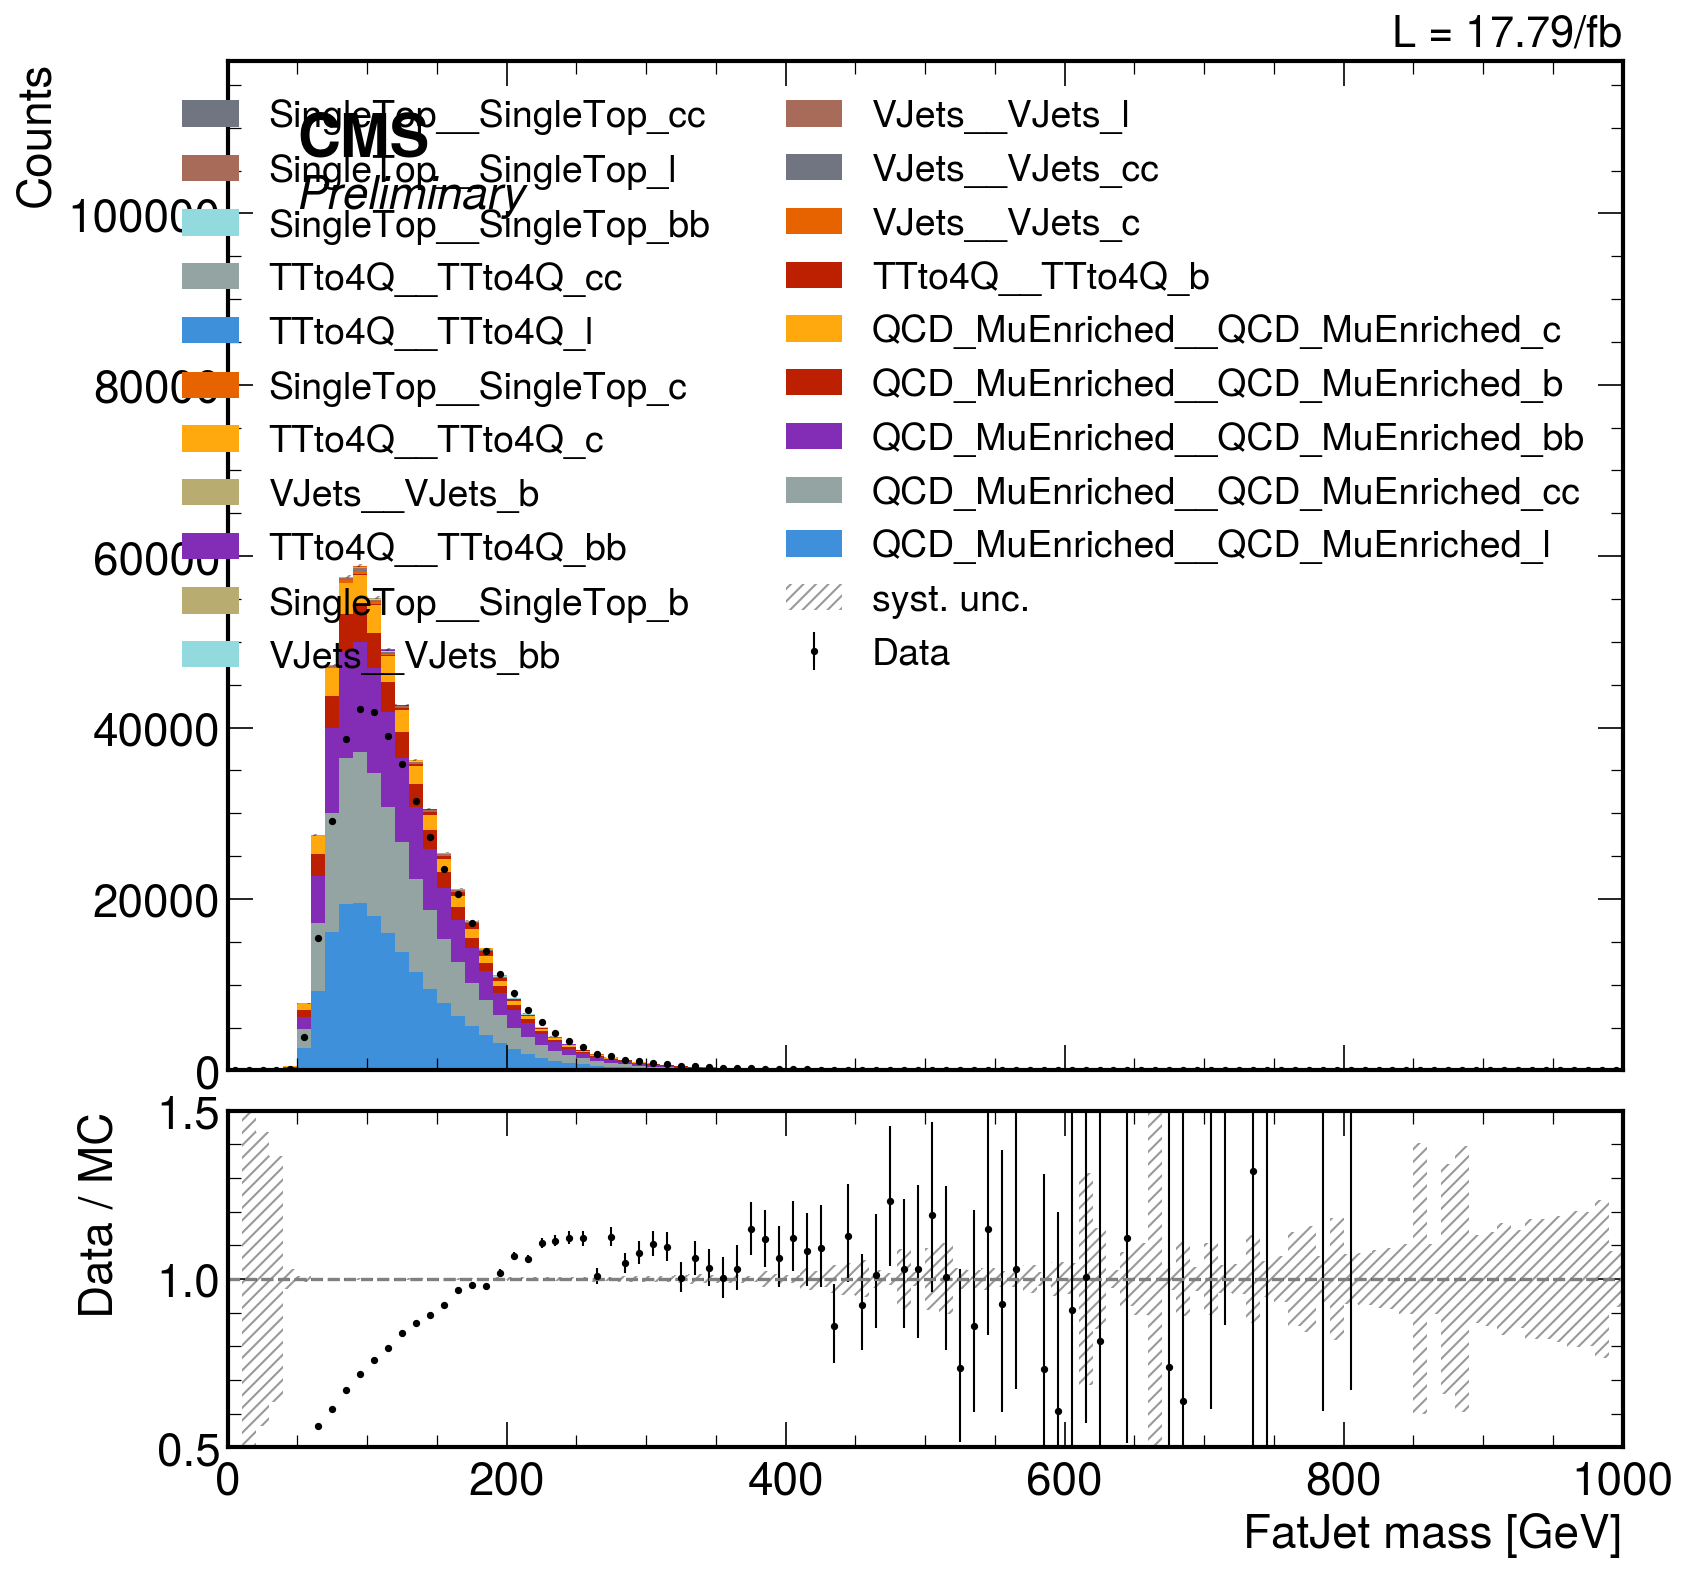 L = 17.79/fb
Counts
CMS
Preliminary
SingleTop__SingleTop_cc
SingleTop__SingleTop_l
SingleTop__SingleTop_bb
TTto4Q__TTto4Q_cc
TTto4Q__TTto4Q_l
SingleTop__SingleTop_c
TTto4Q__TTto4Q_c
VJets__VJets_b
TTto4Q__TTto4Q_bb
SingleTop__SingleTop_b
VJets__VJets_bb
VJets__VJets_l
VJets__VJets_cc
VJets__VJets_c
TTto4Q__TTto4Q_b
QCD_MuEnriched__QCD_MuEnriched_c
QCD_MuEnriched__QCD_MuEnriched_b
QCD_MuEnriched__QCD_MuEnriched_bb
QCD_MuEnriched__QCD_MuEnriched_cc
QCD_MuEnriched__QCD_MuEnriched_l
syst. unc.
Data
100000
80000
60000
40000
20000
0
Data / MC
1.5
1.0
0.5
0 200 400 600 800 1000
FatJet mass [GeV]